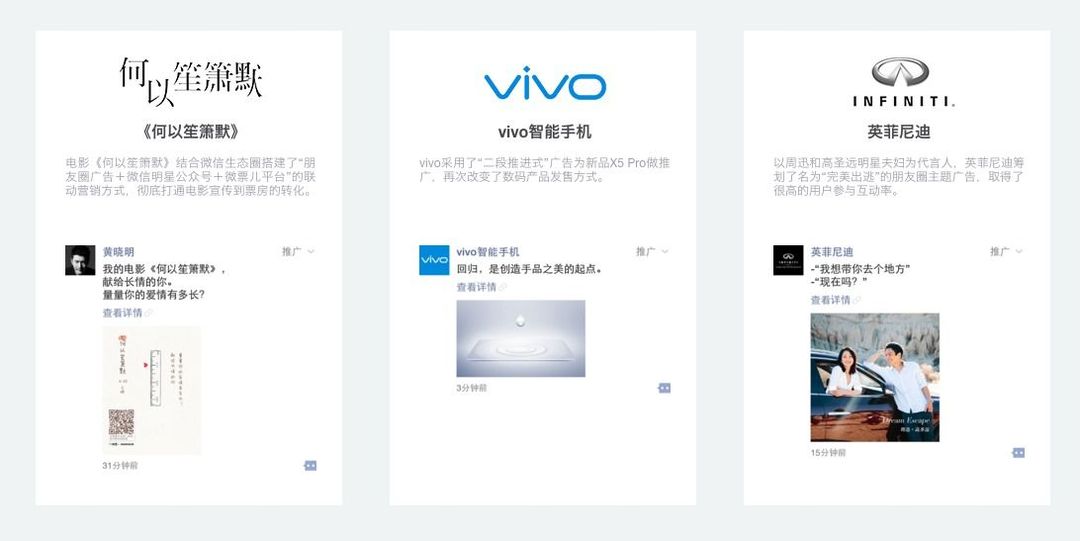 何以笙箫默
《何以笙箫默》
电影《何以笙箫默》结合微信生态圈搭建了“朋
友圈广告＋微信明星公众号＋微票儿平台”的联
动营销方式，彻底打通电影宣传到票房的转化。
黄晓明
推广
我的电影《何以笙箫默》，
献给长情的你。
量量你的爱情有多长？
查看详情
何以笙箫默
31分钟前
vivo
vivo智能手机
vivo采用了“二段推进式”广告为新品X5 Pro做推
广，再次改变了数码产品发售方式。
vivo
vivo智能手机
推广
回归，是创造手品之美的起点。
查看详情
3分钟前
INFINITI
英菲尼迪
以周迅和高圣远明星夫妇为代言人，英菲尼迪筹
划了名为“完美出逃”的朋友圈主题广告，取得了
很高的用户参与互动率。
英菲尼迪
推广
-“我想带你去个地方”
-“现在吗？”
查看详情
Dream Escape
周迅·高圣远
15分钟前